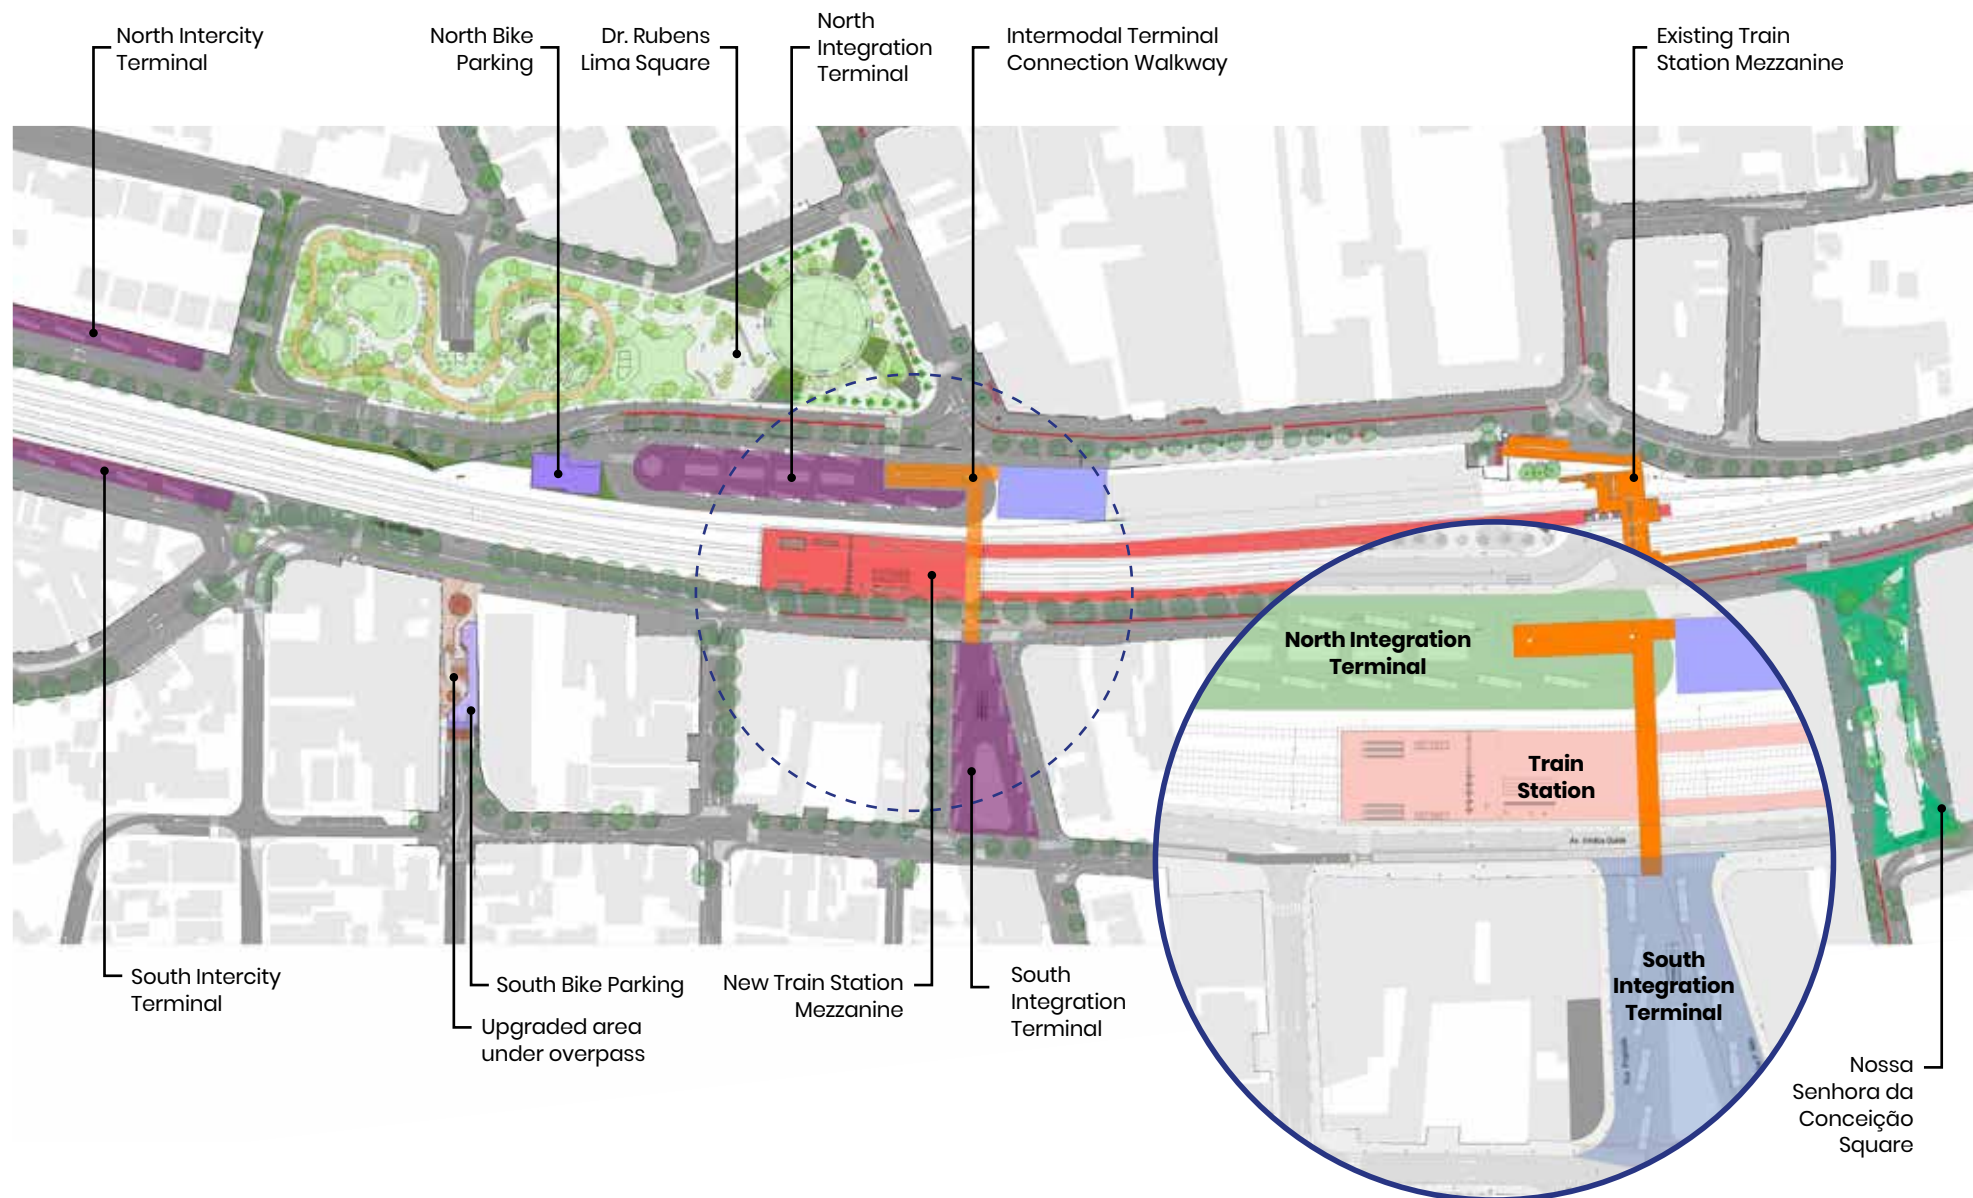 North Intercity
Terminal
North Bike
Parking
Dr. Rubens
Lima Square
North
Integration
Terminal
Intermodal Terminal
Connection Walkway
Existing Train
Station Mezzanine
North Integration
Terminal
Train
Station
South
Integration
Terminal
South Intercity
Terminal
South Bike Parking
Upgraded area
under overpass
New Train Station
Mezzanine
South
Integration
Terminal
Nossa
Senhora da
Conceição
Square